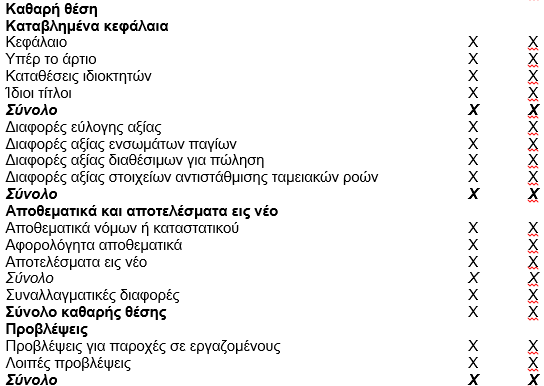 Καθαρή θέση
Καταβλημένα κεφάλαια
Κεφάλαιο X X
Υπέρ το άρτιο X X
Καταθέσεις ιδιοκτητών X X
Ίδιοι τίτλοι X X
Σύνολο X X
Διαφορές εύλογης αξίας X X
Διαφορές αξίας ενσωμάτων παγίων X X
Διαφορές αξίας διαθέσιμων για πώληση X X
Διαφορές αξίας στοιχείων αντιστάθμισης ταμειακών ροών X X
Σύνολο X X
Αποθεματικά και αποτελέσματα εις νέο
Αποθεματικά νόμων ή καταστατικού X X
Αφορολόγητα αποθεματικά X X
Αποτελέσματα εις νέο X X
Σύνολο X X
Συναλλαγματικές διαφορές X X
Σύνολο καθαρής θέσης X X
Προβλέψεις
Προβλέψεις για παροχές σε εργαζομένους X X
Λοιπές προβλέψεις X X
Σύνολο X X